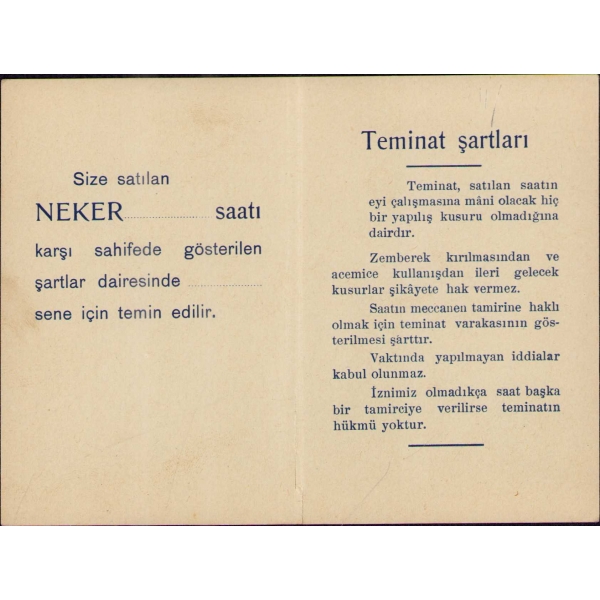 Size satılan
NEKER saatı
karşı sahifede gösterilen
şartlar dairesinde
sene için temin edilir.
Teminat şartları
Teminat, satılan saatın
eyi çalışmasına mâni olacak hiç
bir yapılış kusuru olmadığına
dairdir.
Zemberek kırılmasından ve
acemice kullanışdan ileri gelecek
kusurlar şikâyete hak vermez.
Saatın meccanen tamirine haklı
olmak için teminat varakasının gös-
terilmesi şarttır.
Vaktında yapılmayan iddialar
kabul olunmaz.
İznimiz olmadıkça saat başka
bir tamirciye verilirse teminatın
hükmü yoktur.